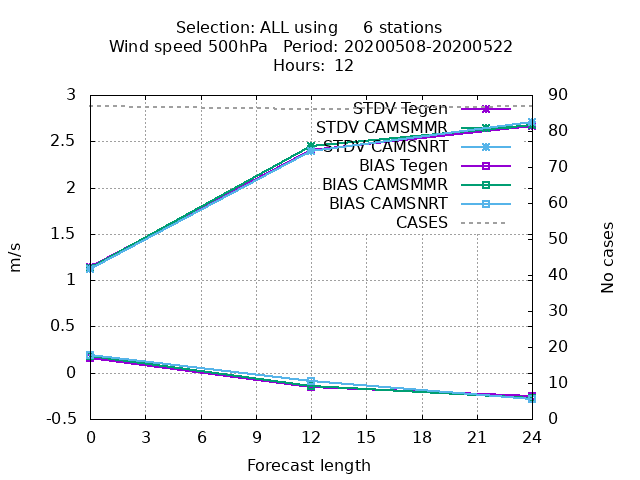 Selection: ALL using     6 stations
Wind speed 500hPa   Period: 20200508-20200522
Hours: 12
3
2.5
2
1.5
1
0.5
0
-0.5
90
80
70
60
50
40
30
20
10
0
m/s
No cases
STDV Tegen
STDV CAMSMMR
STDV CAMSNRT
BIAS Tegen
BIAS CAMSMMR
BIAS CAMSNRT
CASES
0 3 6 9 12 15 18 21 24
Forecast length